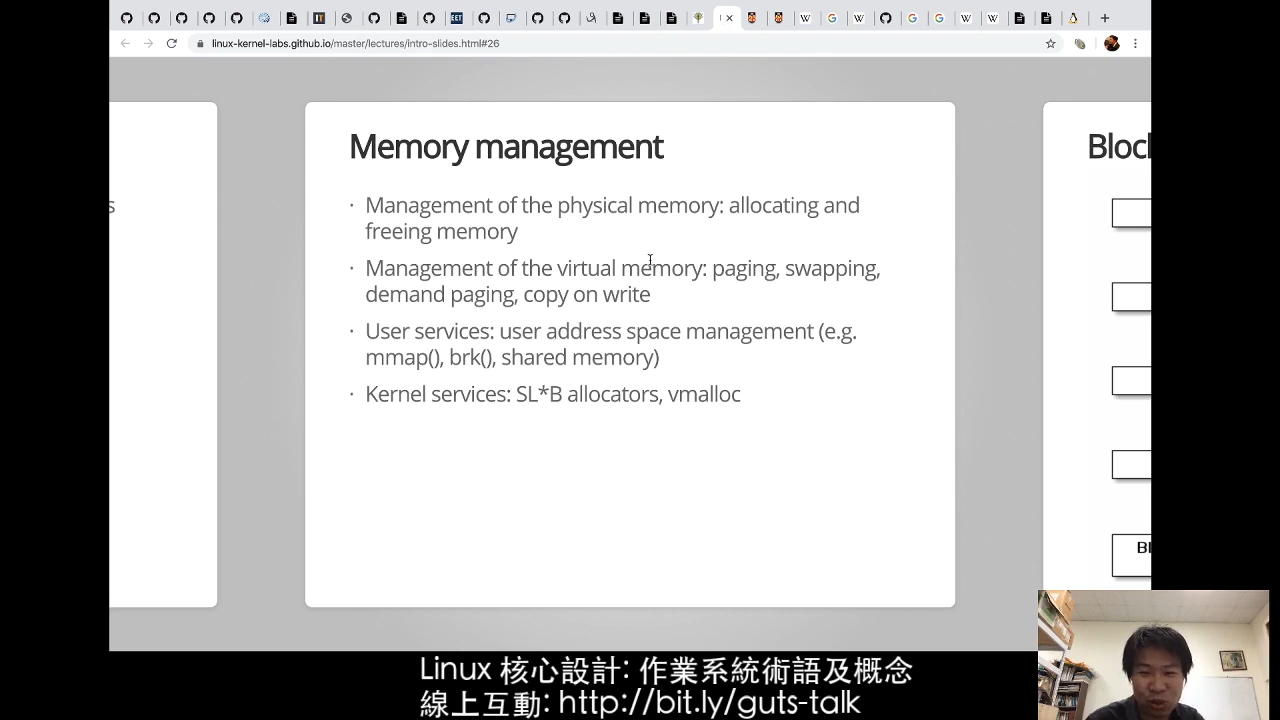 linux-kernel-labs.github.io/master/lectures/intro-slides.html#26
s
Memory management
· Management of the physical memory: allocating and
freeing memory
· Management of the virtual memory: paging, swapping,
demand paging, copy on write
· User services: user address space management (e.g.
mmap(), brk(), shared memory)
· Kernel services: SL*B allocators, vmalloc
Bloc
Bl
Linux 核心設計: 作業系統術語及概念
線上互動: http://bit.ly/guts-talk